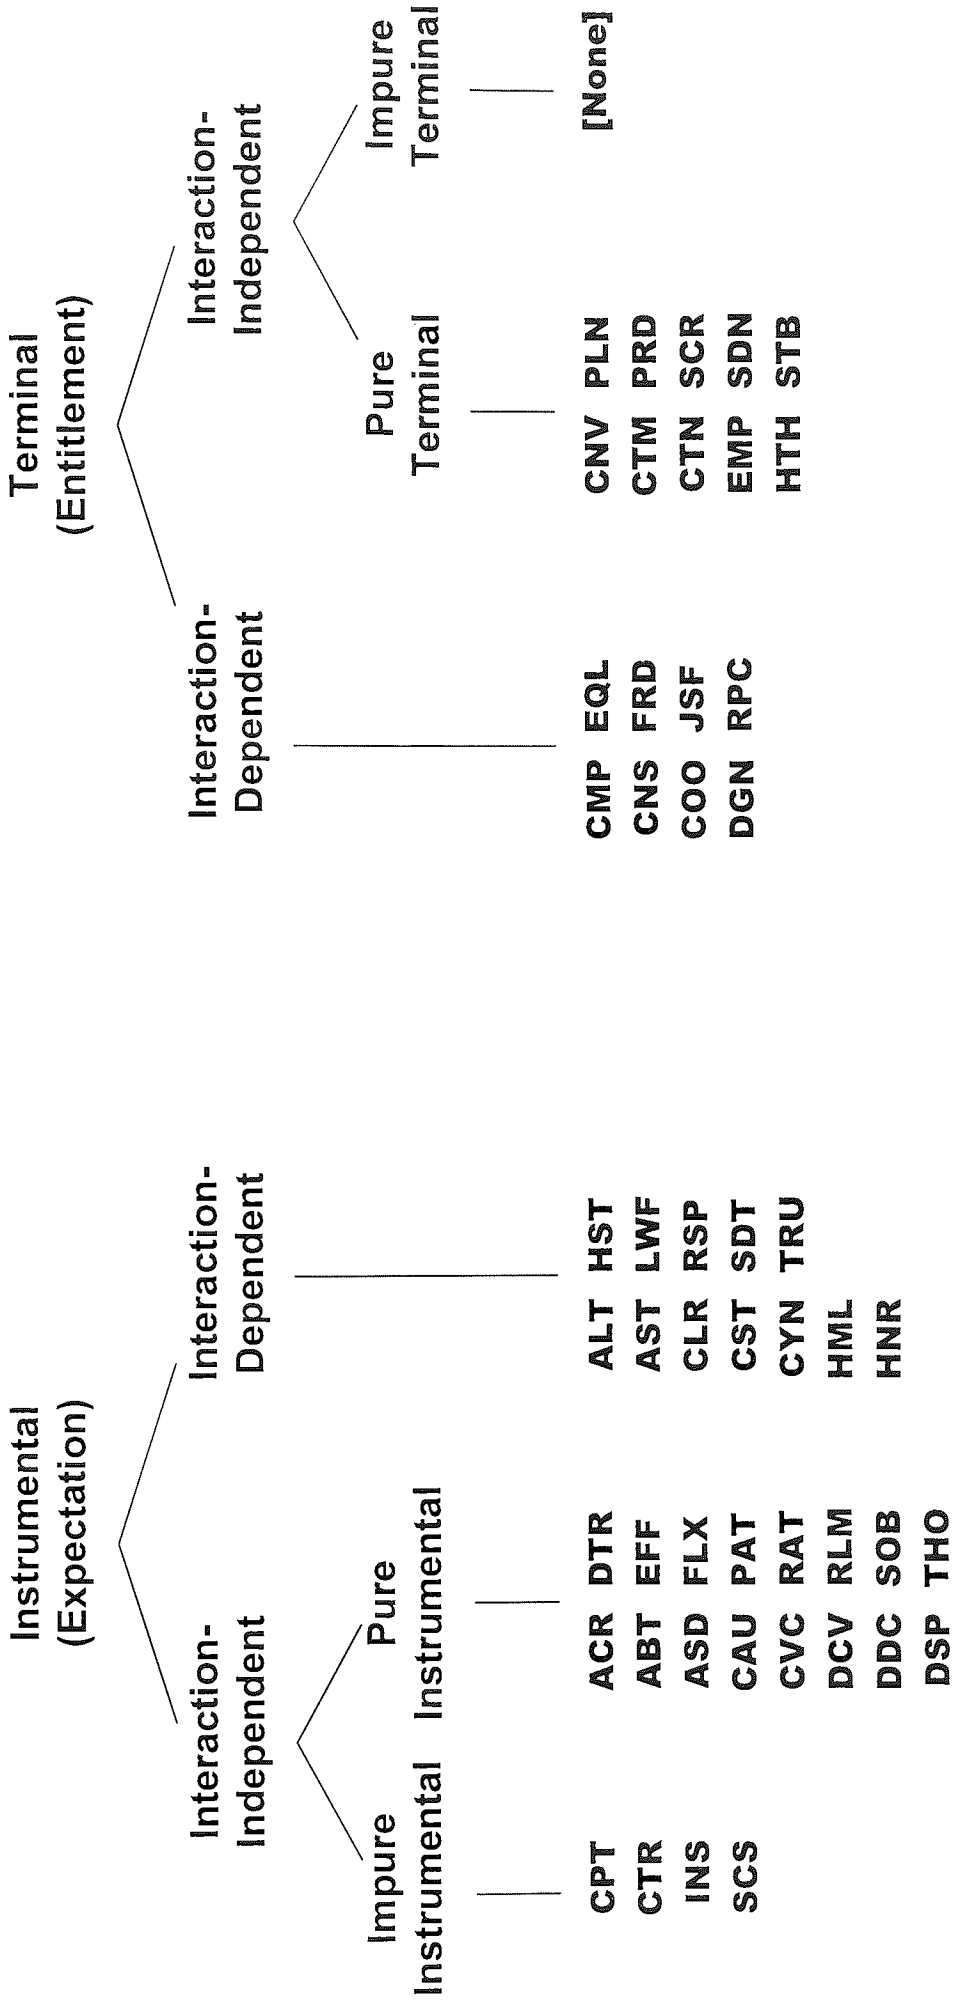 Instrumental
(Expectation)
Terminal
(Entitlement)
Interaction-
Independent
Interaction-
Dependent
Interaction-
Dependent
Interaction-
Independent
Impure
Instrumental
Pure
Instrumental
Pure
Terminal
Impure
Terminal
CPT
CTR
INS
SCS
ACR DTR
ABT EFF
ASD FLX
CAU PAT
CVC RAT
DCV RLM
DDC SOB
DSP THO
ALT HST
AST LWF
CLR RSP
CST SDT
CYN TRU
HML
HNR
CMP EQL
CNS FRD
COO JSF
DGN RPC
CNV PLN
CTM PRD
CTN SCR
EMP SDN
HTH STB
[None]